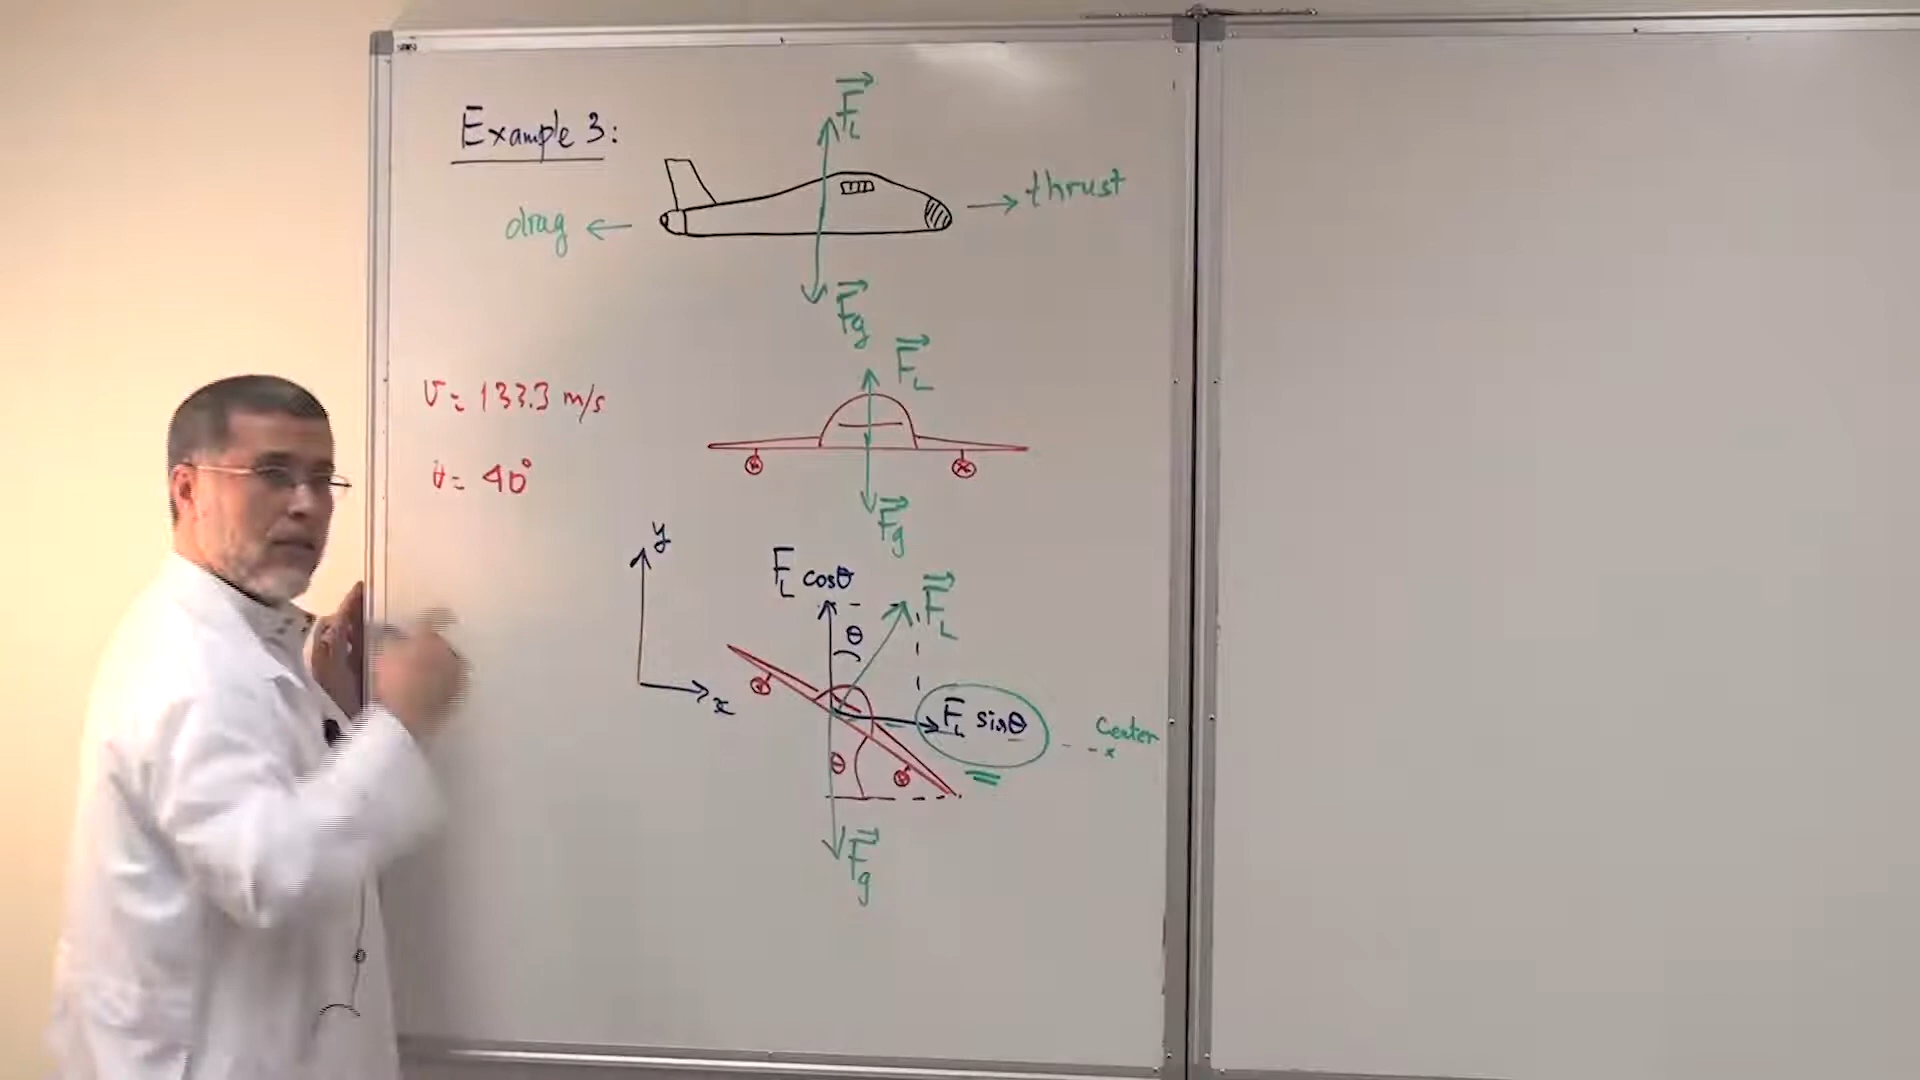 Example 3:
F_L
drag
thrust
F_g
F_L
v = 133.3 m/s
θ = 40°
F_g
y
x
F_L cosθ
F_L
θ
F_L sinθ
Center
θ
F_g